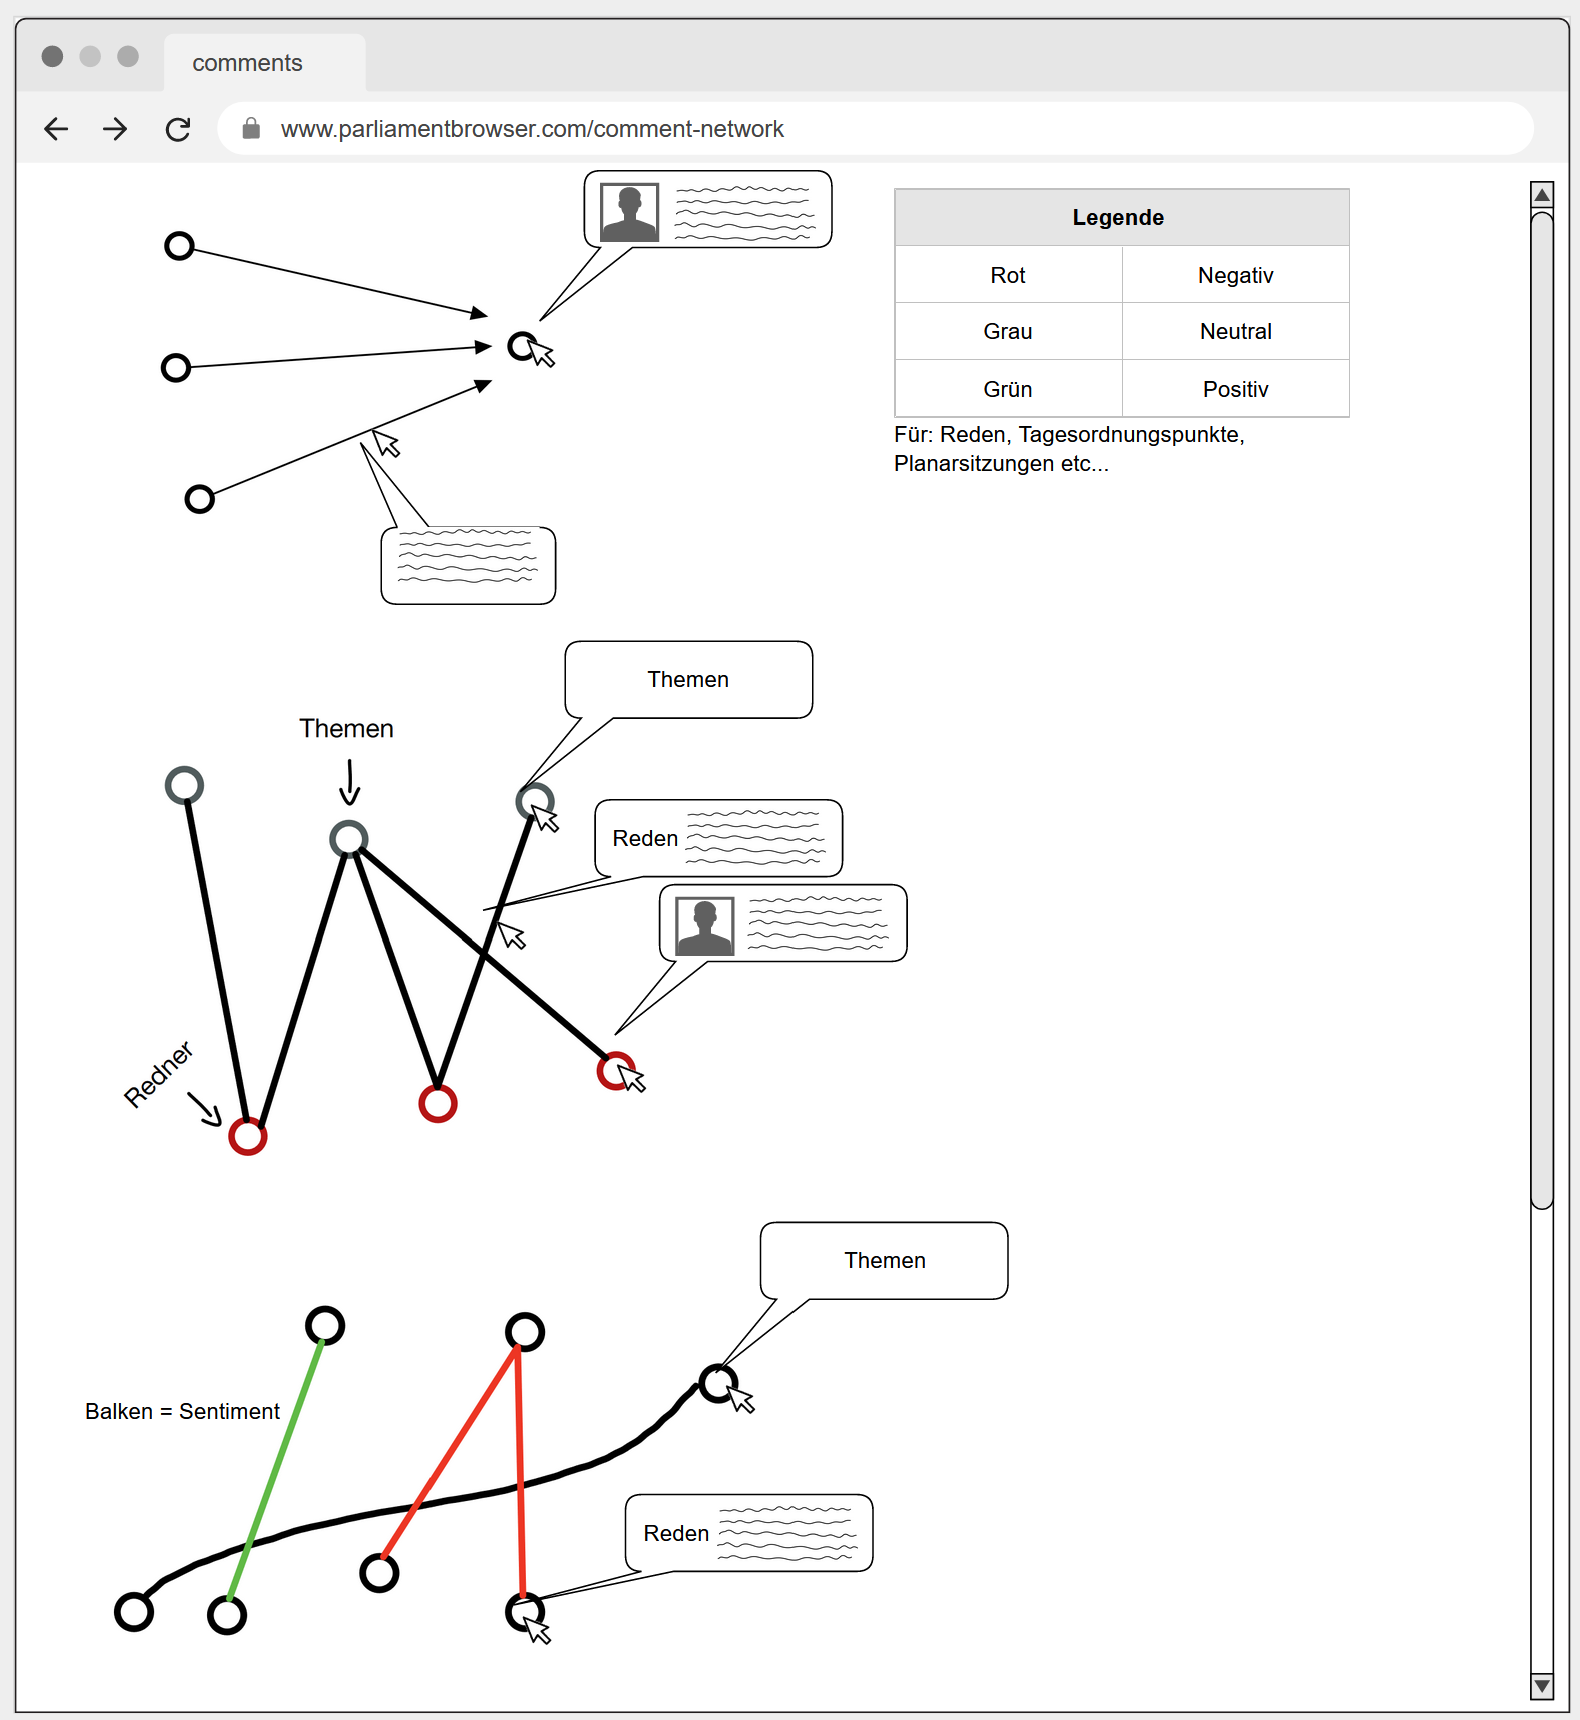 comments
www.parliamentbrowser.com/comment-network
Legende
Rot Negativ
Grau Neutral
Grün Positiv
Für: Reden, Tagesordnungspunkte,
Planarsitzungen etc...
Themen
Themen
Reden
Redner
Themen
Balken = Sentiment
Reden